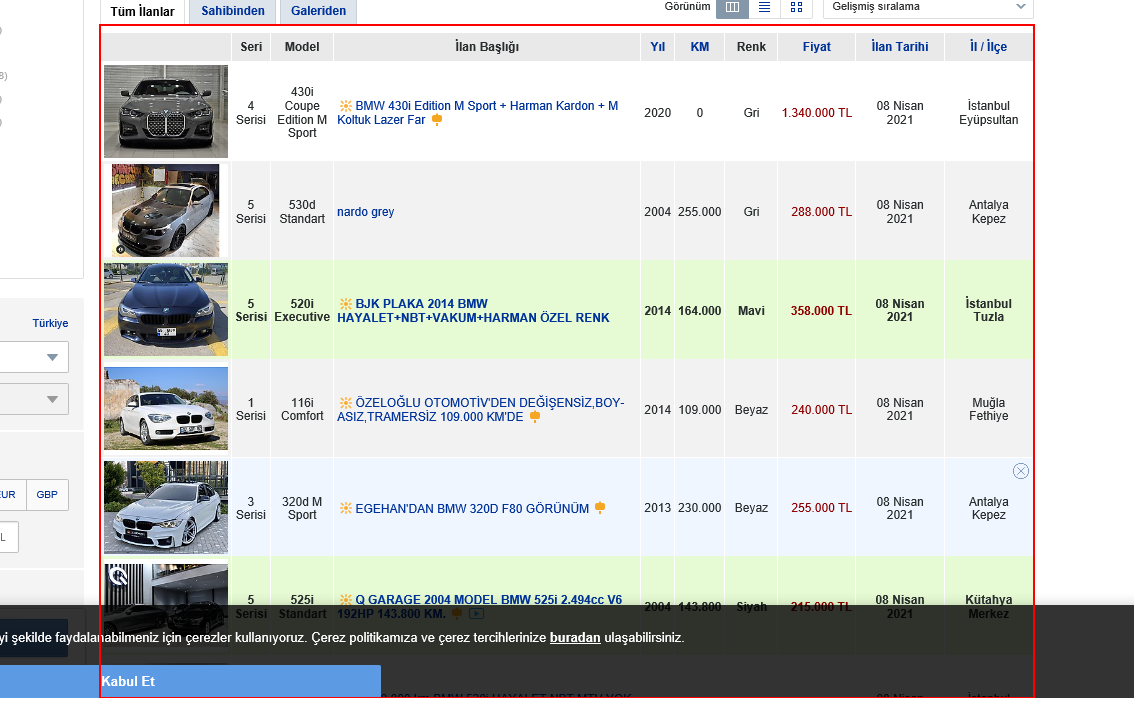 Tüm İlanlar
Sahibinden
Galeriden
Görünüm
Gelişmiş sıralama
Seri
Model
İlan Başlığı
Yıl
KM
Renk
Fiyat
İlan Tarihi
İl / İlçe
4
Serisi
430i
Coupe
Edition M
Sport
BMW 430i Edition M Sport + Harman Kardon + M
Koltuk Lazer Far
2020
0
Gri
1.340.000 TL
08 Nisan
2021
İstanbul
Eyüpsultan
5
Serisi
530d
Standart
nardo grey
2004
255.000
Gri
288.000 TL
08 Nisan
2021
Antalya
Kepez
5
Serisi
520i
Executive
BJK PLAKA 2014 BMW
HAYALET+NBT+VAKUM+HARMAN ÖZEL RENK
2014
164.000
Mavi
358.000 TL
08 Nisan
2021
İstanbul
Tuzla
1
Serisi
116i
Comfort
ÖZELOĞLU OTOMOTİV'DEN DEĞİŞENSİZ,BOY-
ASIZ,TRAMERSİZ 109.000 KM'DE
2014
109.000
Beyaz
240.000 TL
08 Nisan
2021
Muğla
Fethiye
3
Serisi
320d M
Sport
EGEHAN'DAN BMW 320D F80 GÖRÜNÜM
2013
230.000
Beyaz
255.000 TL
08 Nisan
2021
Antalya
Kepez
5
Serisi
525i
Standart
Q GARAGE 2004 MODEL BMW 525i 2.494cc V6
192HP 143.800 KM.
2004
143.800
Siyah
215.000 TL
08 Nisan
2021
Kütahya
Merkez
8)
)
)
)
Türkiye
EUR
GBP
L
yi şekilde faydalanabilmeniz için çerezler kullanıyoruz. Çerez politikamıza ve çerez tercihlerinize buradan ulaşabilirsiniz.
Kabul Et